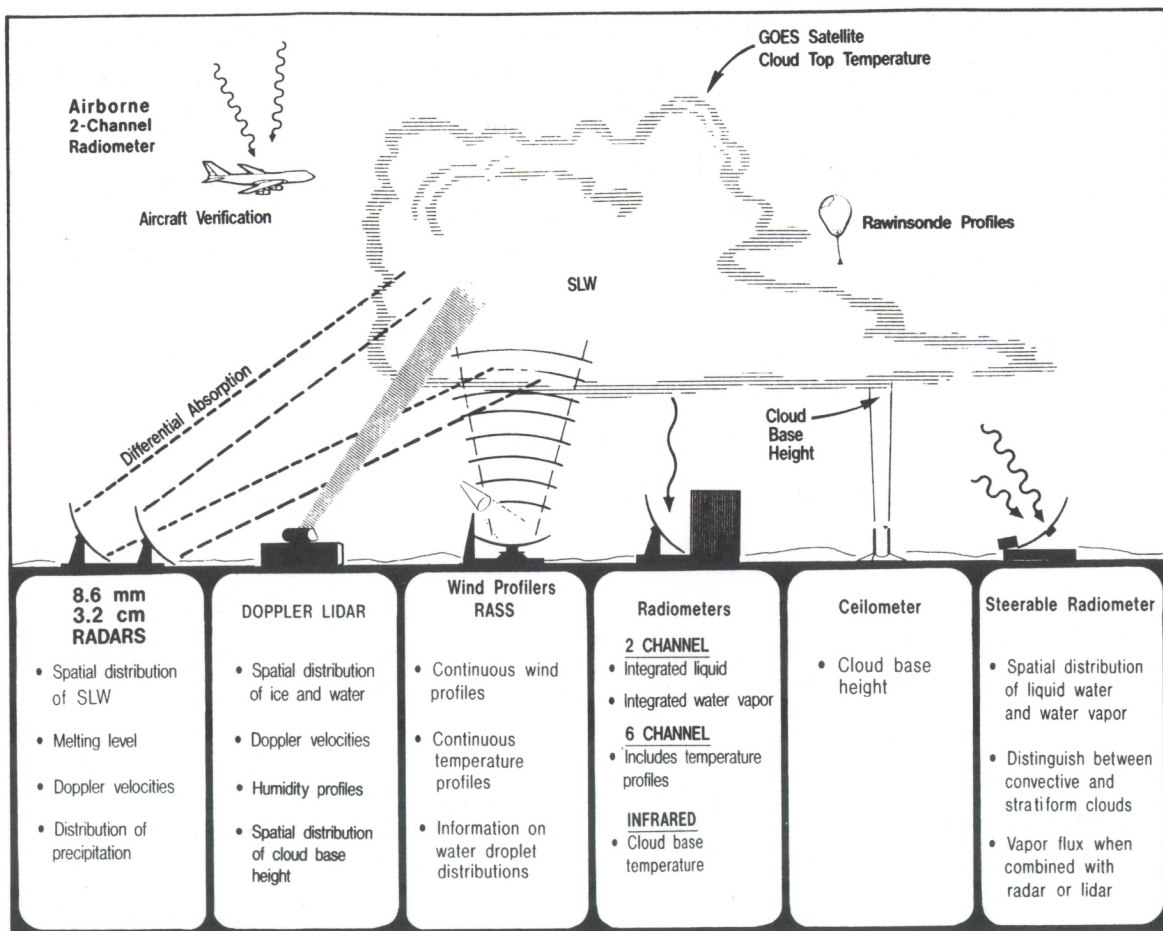 GOES Satellite
Cloud Top Temperature
Airborne
2-Channel
Radiometer
Aircraft Verification
Rawinsonde Profiles
SLW
Differential Absorption
Cloud
Base
Height
8.6 mm
3.2 cm
RADARS
• Spatial distribution
of SLW
• Melting level
• Doppler velocities
• Distribution of
precipitation
DOPPLER LIDAR
• Spatial distribution
of ice and water
• Doppler velocities
• Humidity profiles
• Spatial distribution
of cloud base
height
Wind Profilers
RASS
• Continuous wind
profiles
• Continuous
temperature
profiles
• Information on
water droplet
distributions
Radiometers
2 CHANNEL
• Integrated liquid
• Integrated water vapor
6 CHANNEL
• Includes temperature
profiles
INFRARED
• Cloud base
temperature
Ceilometer
• Cloud base
height
Steerable Radiometer
• Spatial distribution
of liquid water
and water vapor
• Distinguish between
convective and
stratiform clouds
• Vapor flux when
combined with
radar or lidar